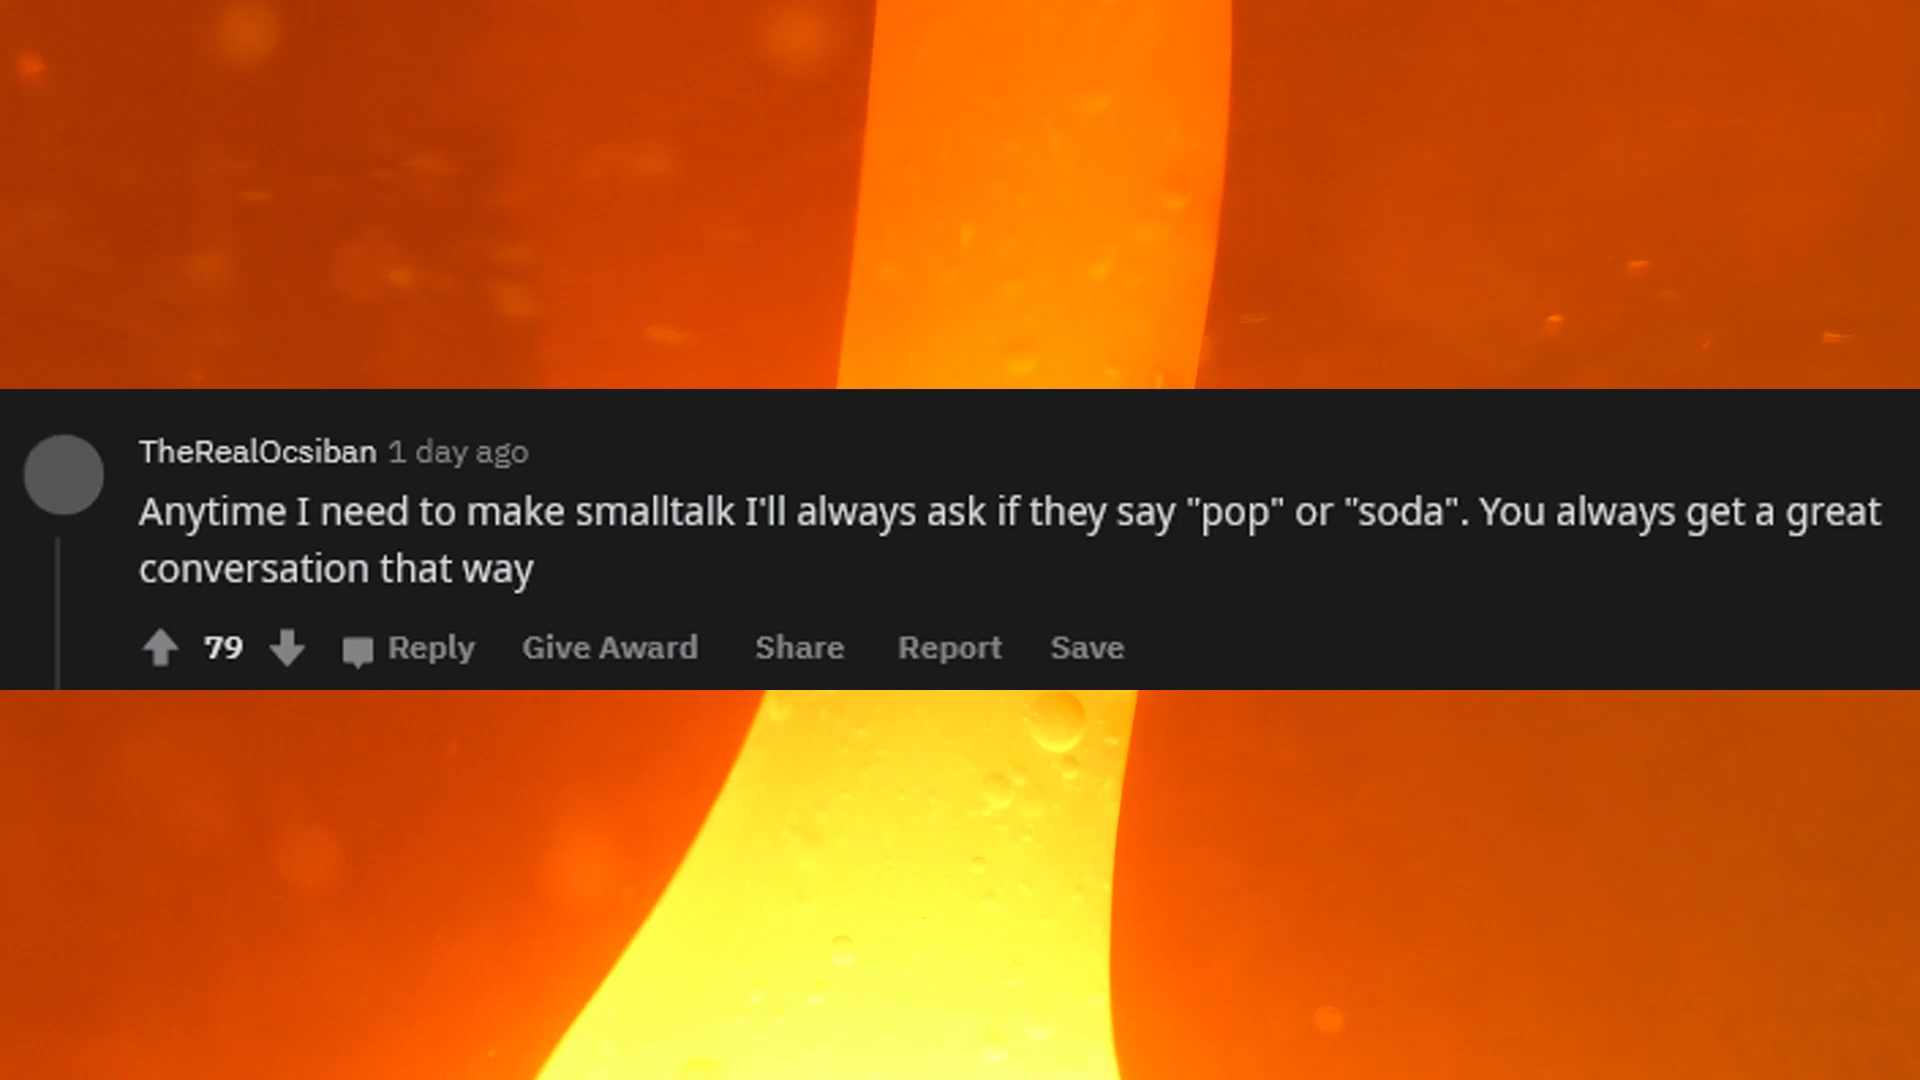 TheRealOcsiban 1 day ago
Anytime I need to make smalltalk I'll always ask if they say "pop" or "soda". You always get a great
conversation that way
79 Reply Give Award Share Report Save